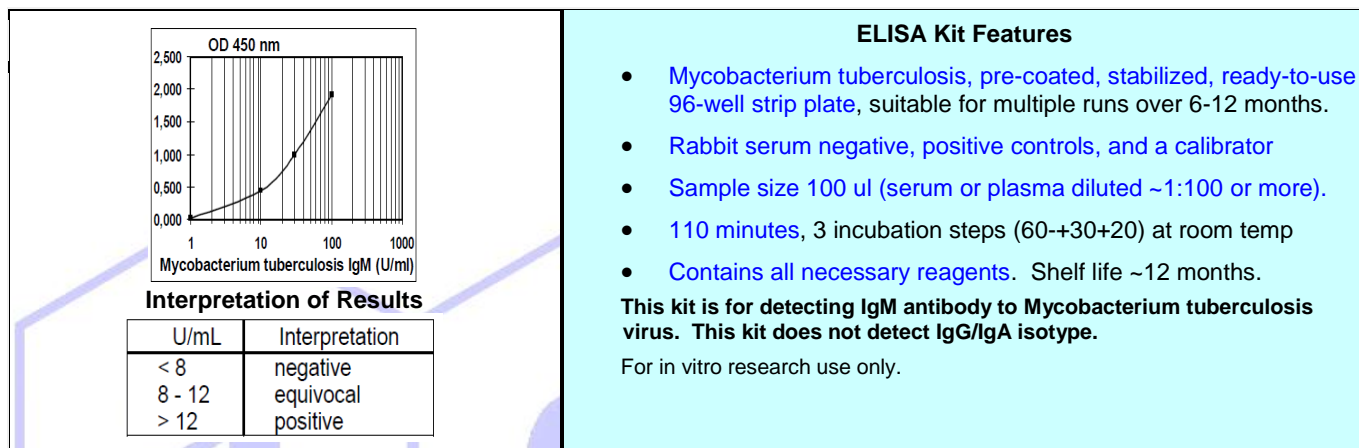 OD 450 nm
2,500
2,000
1,500
1,000
0,500
0,000
1 10 100 1000
Mycobacterium tuberculosis IgM (U/ml)
Interpretation of Results
U/mL Interpretation
< 8 negative
8 - 12 equivocal
> 12 positive
ELISA Kit Features
• Mycobacterium tuberculosis, pre-coated, stabilized, ready-to-use
96-well strip plate, suitable for multiple runs over 6-12 months.
• Rabbit serum negative, positive controls, and a calibrator
• Sample size 100 ul (serum or plasma diluted ~1:100 or more).
• 110 minutes, 3 incubation steps (60-+30+20) at room temp
• Contains all necessary reagents. Shelf life ~12 months.
This kit is for detecting IgM antibody to Mycobacterium tuberculosis
virus. This kit does not detect IgG/IgA isotype.
For in vitro research use only.